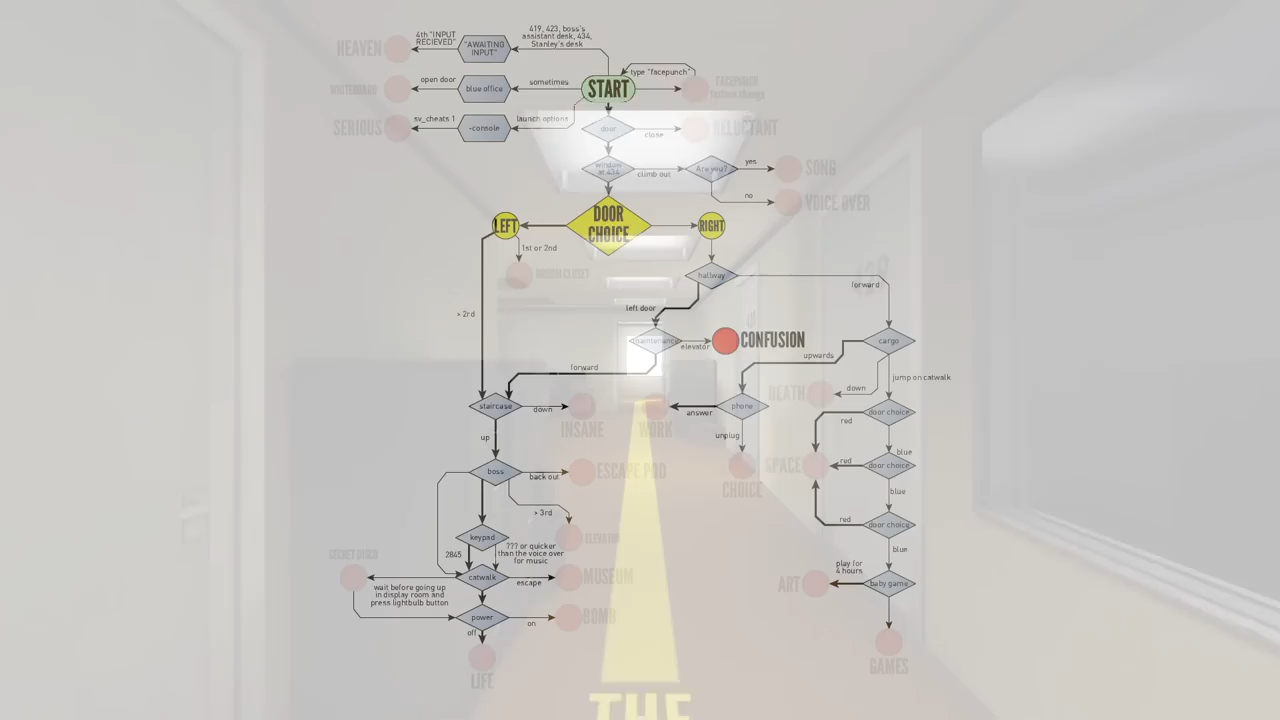 HEAVEN
4th "INPUT
RECIEVED"
"AWAITING
INPUT"
419, 423, boss's
assistant desk, 434,
Stanley's desk
type "facepunch"
WHITEBOARD
open door
blue office
sometimes
START
FACEPUNCH
texture change
SERIOUS
sv_cheats 1
-console
launch options
door
close
RELUCTANT
window
at 434
climb out
Are you?
yes
SONG
no
VOICE OVER
LEFT
DOOR
CHOICE
RIGHT
1st or 2nd
BROOM CLOSET
hallway
forward
> 2rd
left door
maintenance
elevator
CONFUSION
cargo
upwards
forward
jump on catwalk
down
DEATH
staircase
down
INSANE
WORK
answer
phone
door choice
red
up
unplug
blue
boss
back out
ESCAPE POD
CHOICE
SPACE
red
door choice
blue
> 3rd
red
door choice
keypad
ELEVATOR
2845
??? or quicker
than the voice over
for music
blue
SECRET DISCO
catwalk
escape
MUSEUM
play for
4 hours
ART
baby game
wait before going up
in display room and
press lightbulb button
power
on
BOMB
off
LIFE
GAMES
THE